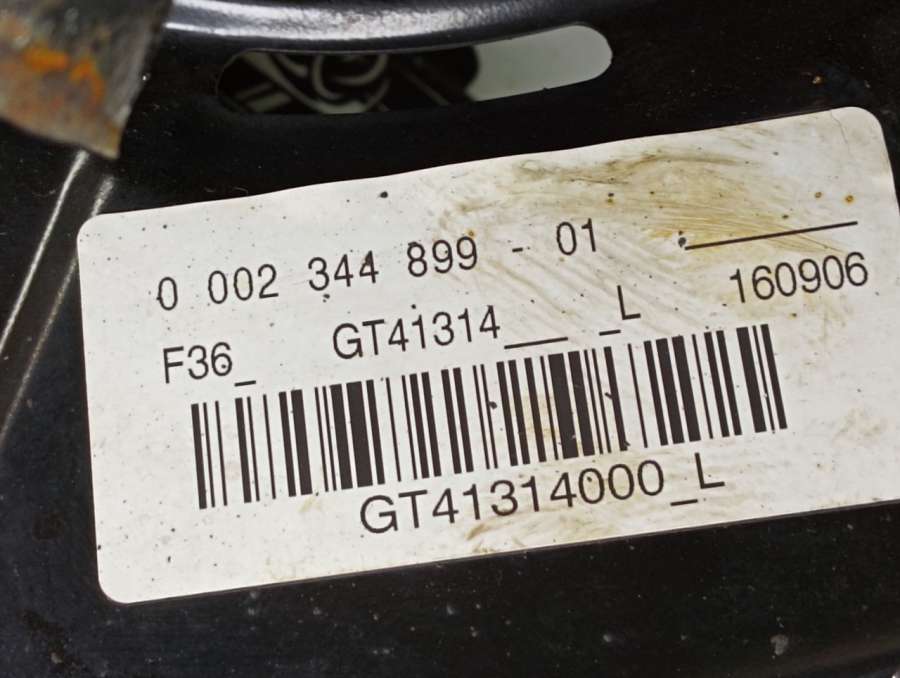 0 002 344 899 - 01
160906
F36_ GT41314___ _L
GT41314000_L